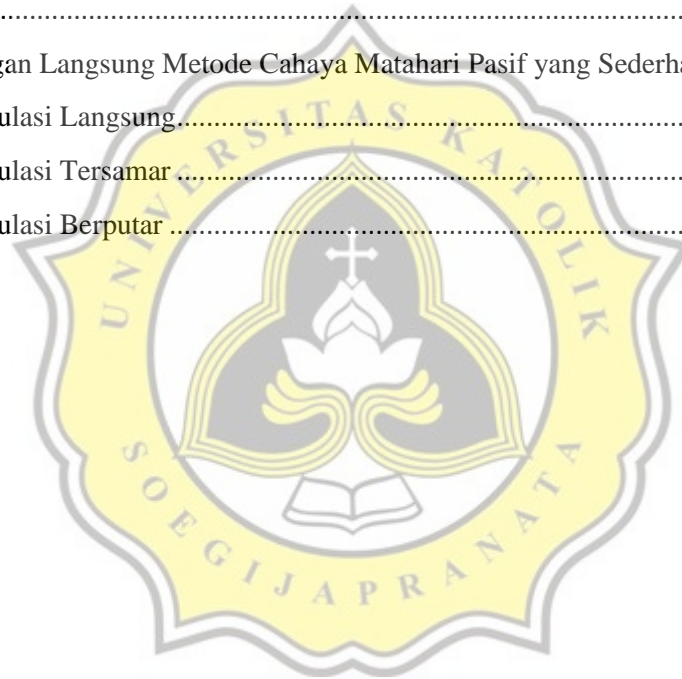 ..............................................................................................................
gan Langsung Metode Cahaya Matahari Pasif yang Sederha
ulasi Langsung..........................................................................................
ulasi Tersamar ..........................................................................................
ulasi Berputar ...........................................................................................
UNIVERSITAS KATOLIK
SOEGIJAPRANATA